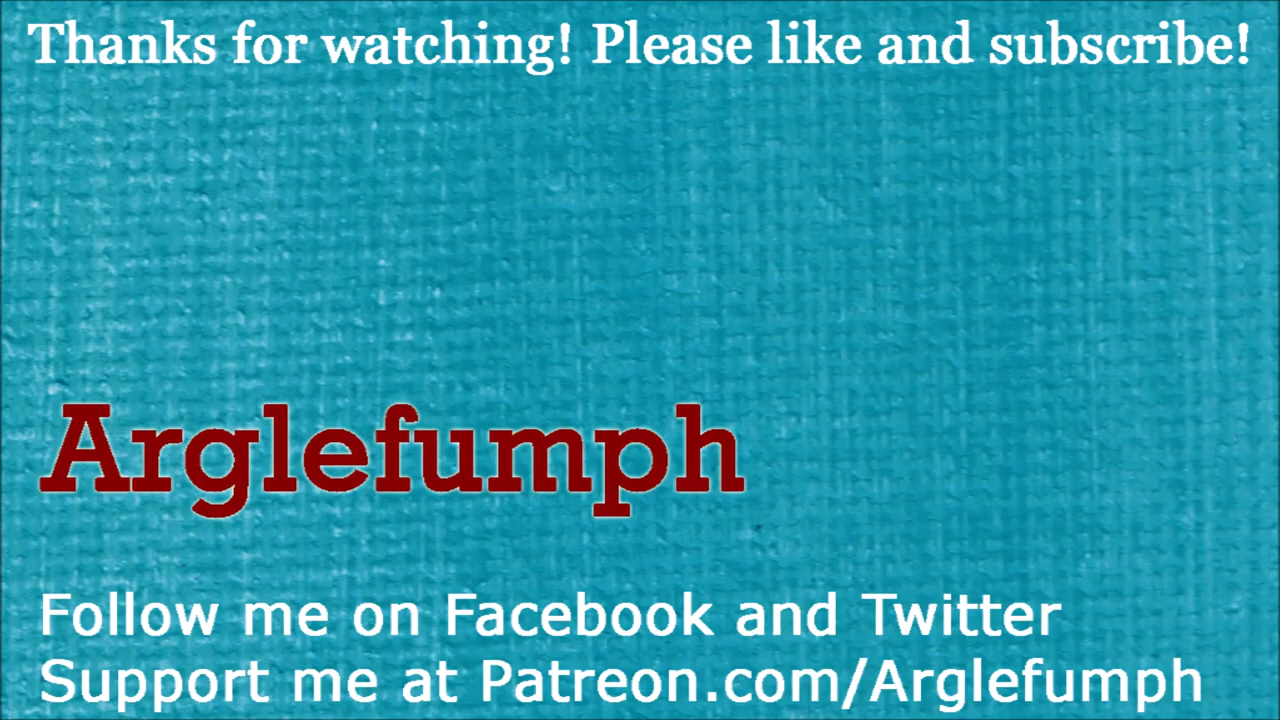 Thanks for watching! Please like and subscribe!
Arglefumph
Follow me on Facebook and Twitter
Support me at Patreon.com/Arglefumph